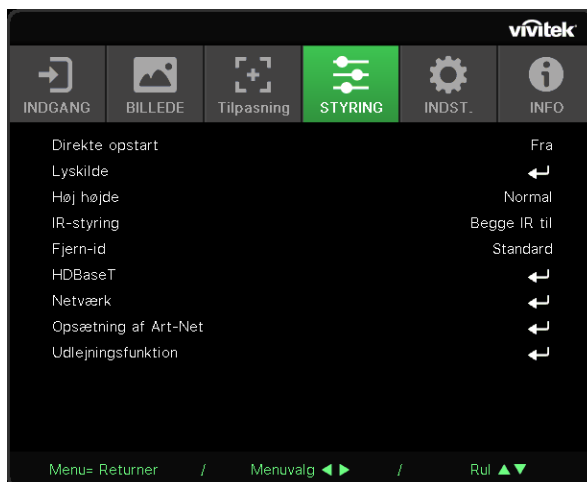 vivitek
INDGANG BILLEDE Tilpasning STYRING INDST. INFO
Direkte opstart Fra
Lyskilde
Høj højde Normal
IR-styring Begge IR til
Fjern-id Standard
HDBaseT
Netværk
Opsætning af Art-Net
Udlejningsfunktion
Menu= Returner / Menuvalg ◀ ▶ / Rul ▲▼